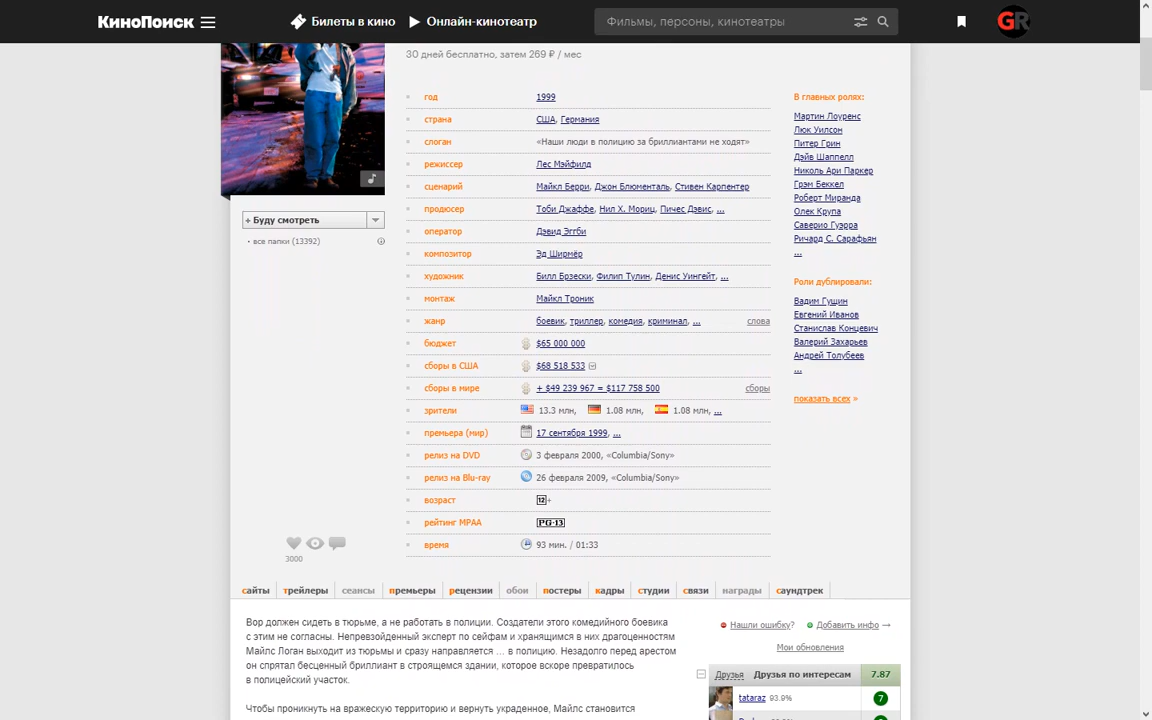 КиноПоиск
Билеты в кино
Онлайн-кинотеатр
Фильмы, персоны, кинотеатры
GR
30 дней бесплатно, затем 269 ₽ / мес
год 1999
страна США, Германия
слоган «Наши люди в полицию за бриллиантами не ходят»
режиссер Лес Мэйфилд
сценарий Майкл Берри, Джон Блюменталь, Стивен Карпентер
продюсер Тоби Джаффе, Нил Х. Мориц, Пичес Дэвис, ...
оператор Дэвид Эггби
композитор Эд Ширмёр
художник Билл Брзески, Филип Тулин, Денис Уингейт, ...
монтаж Майкл Троник
жанр боевик, триллер, комедия, криминал, ... слова
бюджет $65 000 000
сборы в США $68 518 533
сборы в мире + $49 239 967 = $117 758 500 сборы
зрители 13.3 млн, 1.08 млн, 1.08 млн, ...
премьера (мир) 17 сентября 1999, ...
релиз на DVD 3 февраля 2000, «Columbia/Sony»
релиз на Blu-ray 26 февраля 2009, «Columbia/Sony»
возраст 12+
рейтинг MPAA PG-13
время 93 мин. / 01:33
В главных ролях:
Мартин Лоуренс
Люк Уилсон
Питер Грин
Дэйв Шаппелл
Николь Ари Паркер
Грэм Беккел
Роберт Миранда
Олек Крупа
Саверио Гуэрра
Ричард С. Сарафьян
...
Роли дублировали:
Вадим Гущин
Евгений Иванов
Станислав Концевич
Валерий Захарьев
Андрей Толубеев
...
показать всех »
+ Буду смотреть
• все папки (13392)
3000
сайты трейлеры сеансы премьеры рецензии обои постеры кадры студии связи награды саундтрек
Вор должен сидеть в тюрьме, а не работать в полиции. Создатели этого комедийного боевика
с этим не согласны. Непревзойденный эксперт по сейфам и хранящимся в них драгоценностям
Майлс Логан выходит из тюрьмы и сразу направляется ... в полицию. Незадолго перед арестом
он спрятал бесценный бриллиант в строящемся здании, которое вскоре превратилось
в полицейский участок.
Чтобы проникнуть на вражескую территорию и вернуть украденное, Майлс становится
Нашли ошибку? Добавить инфо →
Мои обновления
Друзья Друзья по интересам 7.87
tataraz 93.9% 7